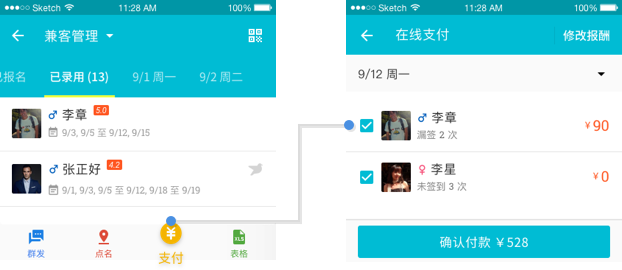 Sketch 11:28 AM 100%
兼客管理
已报名 已录用 (13) 9/1 周一 9/2 周二
李章 5.0
9/3, 9/5 至 9/12, 9/15
张正好 4.2
9/1, 9/3, 9/5 至 9/12, 9/18 至 9/19
群发 点名 支付 表格
XLS
Sketch 11:28 AM 100%
在线支付 修改报酬
9/12 周一
李章 ¥90
漏签 2 次
李星 ¥0
未签到 3 次
确认付款 ¥528